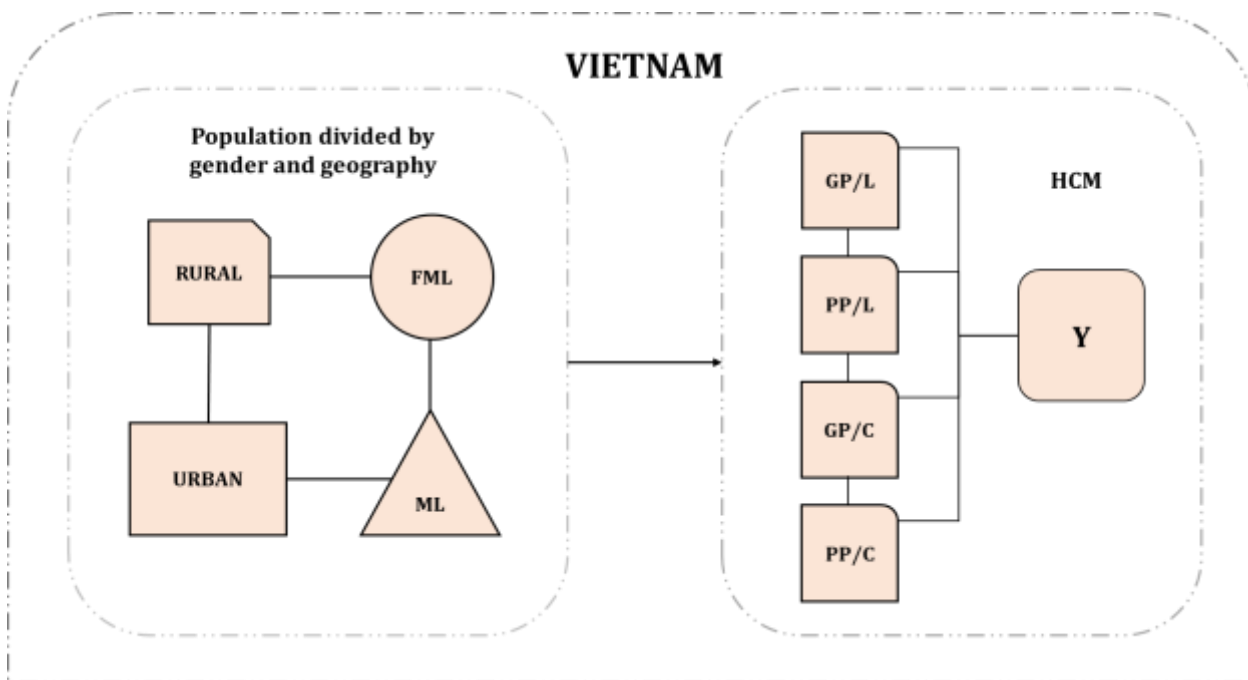 VIETNAM
Population divided by
gender and geography
RURAL
FML
URBAN
ML
HCM
GP/L
PP/L
GP/C
PP/C
Y